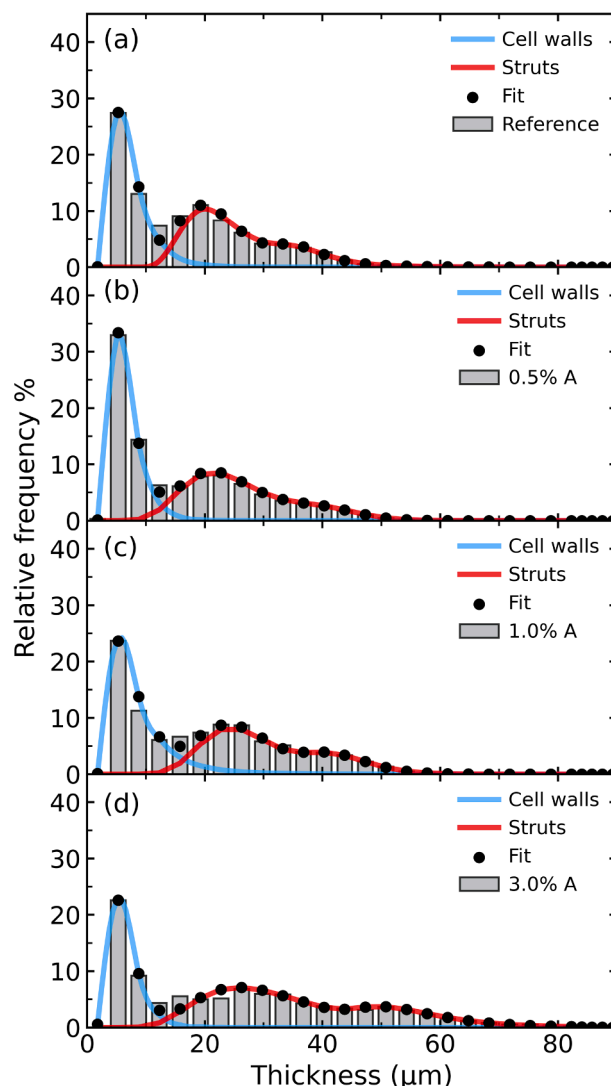 (a)
Cell walls
Struts
Fit
Reference
40
30
20
10
0
(b)
Cell walls
Struts
Fit
0.5% A
40
30
20
10
0
Relative frequency %
(c)
Cell walls
Struts
Fit
1.0% A
40
30
20
10
0
(d)
Cell walls
Struts
Fit
3.0% A
40
30
20
10
0
0 20 40 60 80
Thickness (μm)